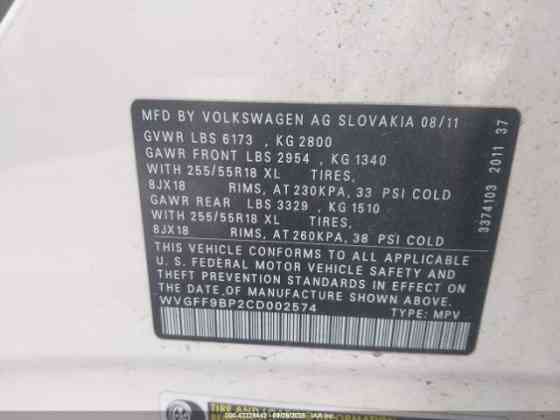 MFD BY VOLKSWAGEN AG SLOVAKIA 08/11
GVWR LBS 6173 , KG 2800
GAWR FRONT LBS 2954 , KG 1340
WITH 255/55R18 XL TIRES,
8JX18 RIMS, AT 230KPA, 33 PSI COLD
GAWR REAR LBS 3329 , KG 1510
WITH 255/55R18 XL TIRES,
8JX18 RIMS, AT 260KPA, 38 PSI COLD
THIS VEHICLE CONFORMS TO ALL APPLICABLE
U. S. FEDERAL MOTOR VEHICLE SAFETY AND
THEFT PREVENTION STANDARDS IN EFFECT ON
THE DATE OF MANUFACTURE SHOWN ABOVE.
WVGFF9BP2CD002574 TYPE: MPV
3374103 2011 37
TIRE AND
INFORMATION